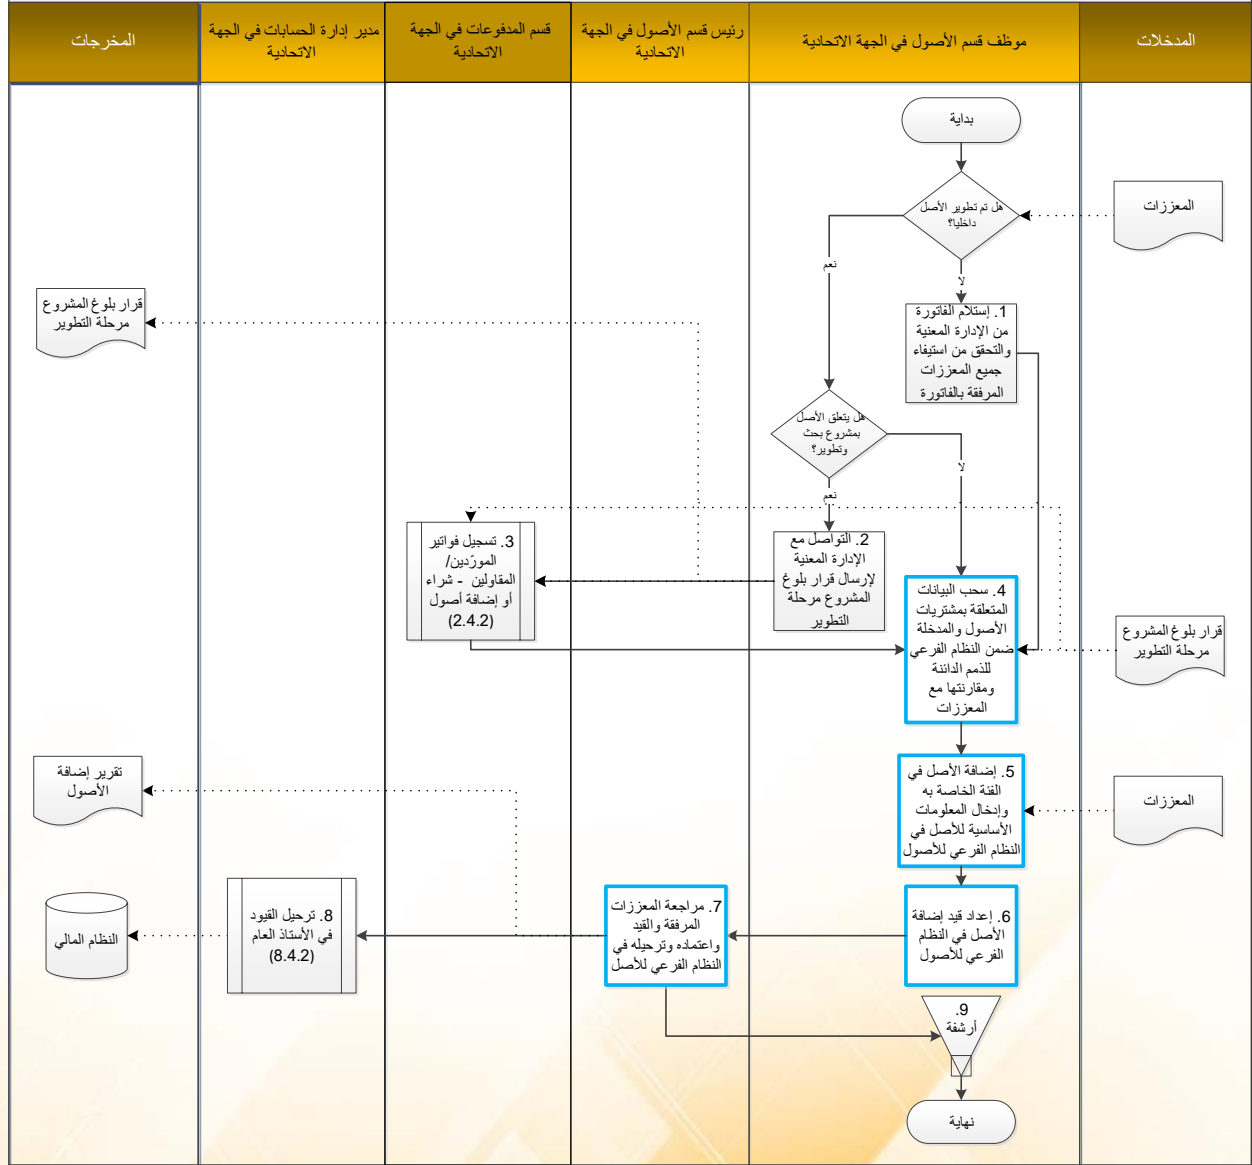 المدخلات
موظف قسم الأصول في الجهة الاتحادية
رئيس قسم الأصول في الجهة
الاتحادية
قسم المدفوعات في الجهة
الاتحادية
مدير إدارة الحسابات في الجهة
الاتحادية
المخرجات
بداية
المعززات
هل تم تطوير الأصل
داخليا؟
نعم
لا
1. إستلام الفاتورة
من الإدارة المعنية
والتحقق من استيفاء
جميع المعززات
المرفقة بالفاتورة
قرار بلوغ المشروع
مرحلة التطوير
هل يتعلق الأصل
بمشروع بحث
وتطوير؟
لا
نعم
2. التواصل مع
الإدارة المعنية
لإرسال قرار بلوغ
المشروع مرحلة
التطوير
3. تسجيل فواتير
المورّدين/
المقاولين - شراء
أو إضافة أصول
(2.4.2)
4. سحب البيانات
المتعلقة بمشتريات
الأصول والمدخلة
ضمن النظام الفرعي
للذمم الدائنة
ومقارنتها مع
المعززات
قرار بلوغ المشروع
مرحلة التطوير
5. إضافة الأصل في
الفئة الخاصة به
وإدخال المعلومات
الأساسية للأصل في
النظام الفرعي للأصول
المعززات
تقرير إضافة
الأصول
6. إعداد قيد إضافة
الأصل في النظام
الفرعي للأصول
7. مراجعة المعززات
المرفقة والقيد
واعتماده وترحيله في
النظام الفرعي للأصل
8. ترحيل القيود
في الأستاذ العام
(8.4.2)
النظام المالي
9.
أرشفة
نهاية